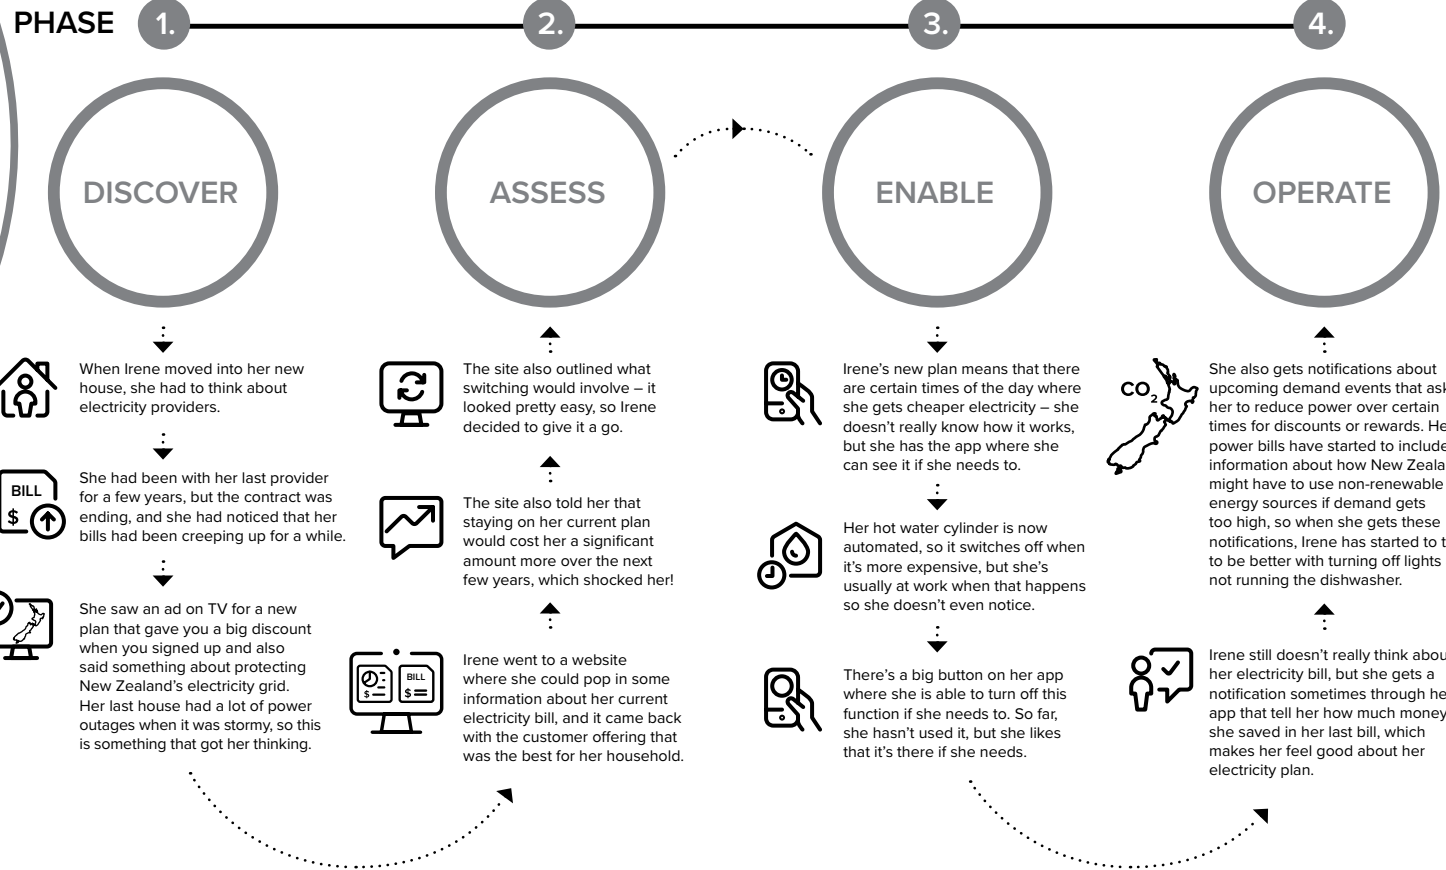 PHASE 1. 2. 3. 4.
DISCOVER
When Irene moved into her new
house, she had to think about
electricity providers.
BILL
$
She had been with her last provider
for a few years, but the contract was
ending, and she had noticed that her
bills had been creeping up for a while.
She saw an ad on TV for a new
plan that gave you a big discount
when you signed up and also
said something about protecting
New Zealand’s electricity grid.
Her last house had a lot of power
outages when it was stormy, so this
is something that got her thinking.
ASSESS
The site also outlined what
switching would involve – it
looked pretty easy, so Irene
decided to give it a go.
The site also told her that
staying on her current plan
would cost her a significant
amount more over the next
few years, which shocked her!
$
BILL
$
Irene went to a website
where she could pop in some
information about her current
electricity bill, and it came back
with the customer offering that
was the best for her household.
ENABLE
Irene’s new plan means that there
are certain times of the day where
she gets cheaper electricity – she
doesn’t really know how it works,
but she has the app where she
can see it if she needs to.
Her hot water cylinder is now
automated, so it switches off when
it’s more expensive, but she’s
usually at work when that happens
so she doesn’t even notice.
There’s a big button on her app
where she is able to turn off this
function if she needs to. So far,
she hasn’t used it, but she likes
that it’s there if she needs.
OPERATE
CO2
She also gets notifications about
upcoming demand events that ask
her to reduce power over certain
times for discounts or rewards.
power bills have started to include
information about how New
might have to use non-renewable
energy sources if demand gets
too high, so when she gets these
notifications, Irene has started to
to be better with turning off lights
not running the dishwasher.
Irene still doesn’t really think
her electricity bill, but she gets a
notification sometimes through
app that tell her how much money
she saved in her last bill, which
makes her feel good about her
electricity plan.